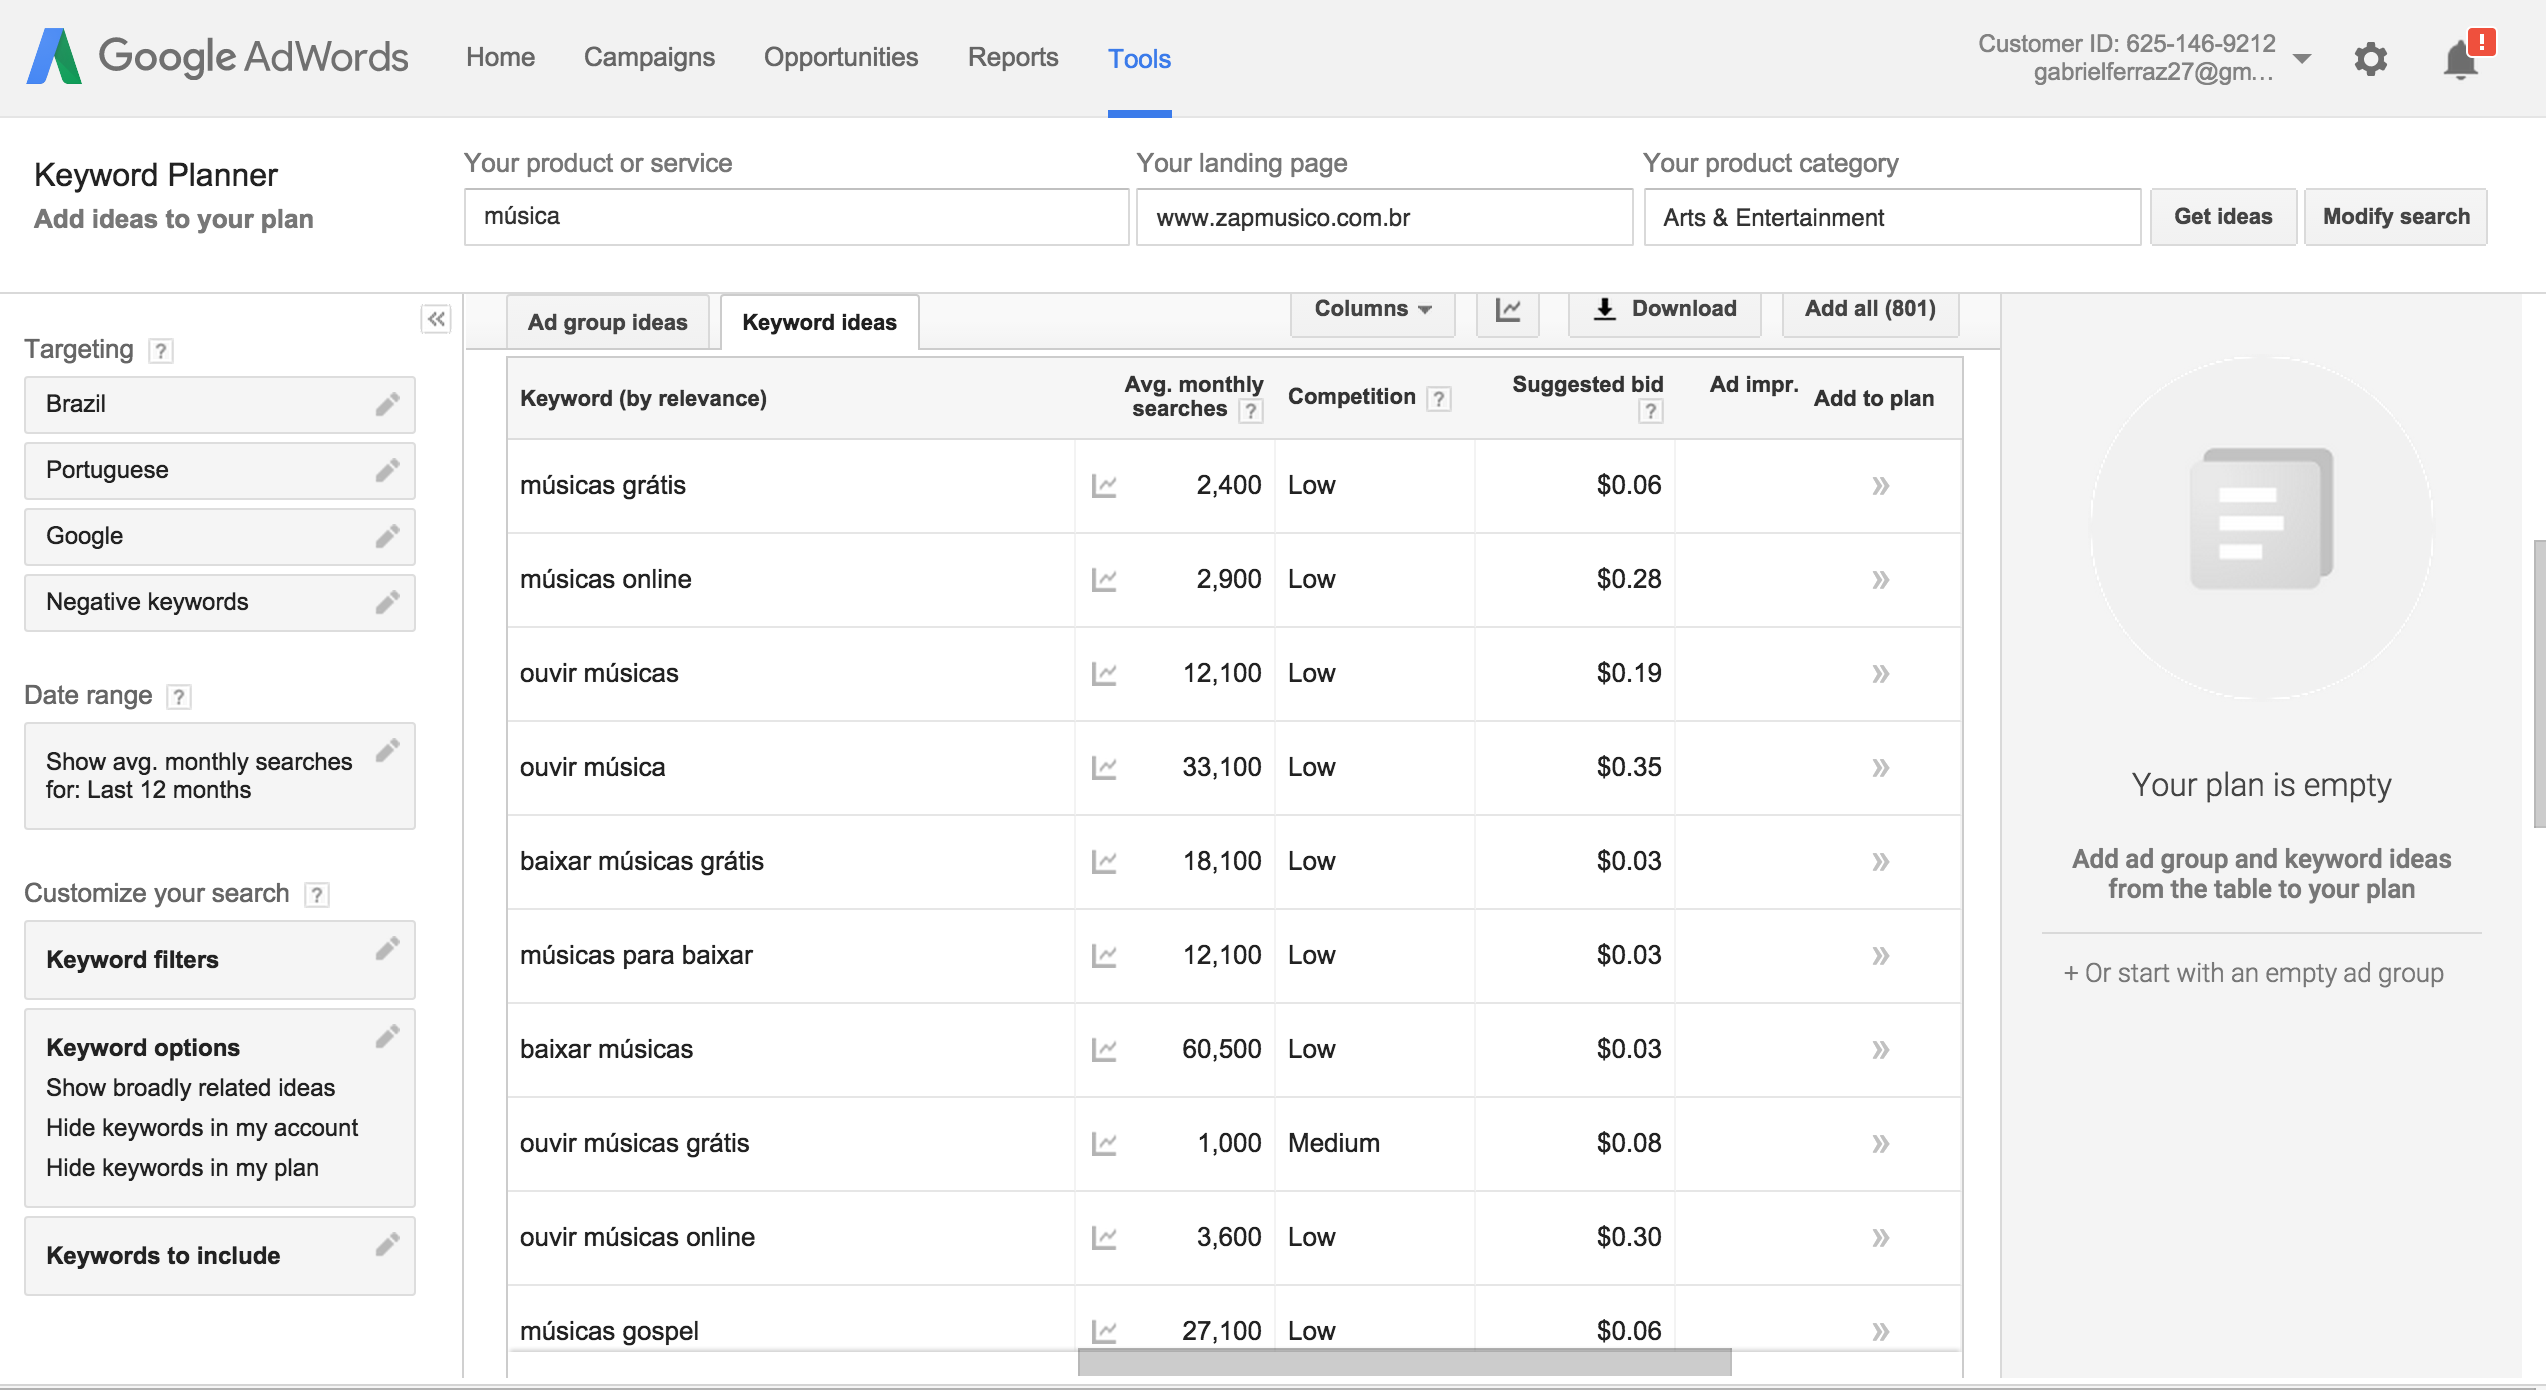 Google AdWords
Home
Campaigns
Opportunities
Reports
Tools
Customer ID: 625-146-9212
gabrielferraz27@gm...
!
Keyword Planner
Add ideas to your plan
Your product or service
música
Your landing page
www.zapmusico.com.br
Your product category
Arts & Entertainment
Get ideas
Modify search
«
Targeting ?
Brazil
Portuguese
Google
Negative keywords
Date range ?
Show avg. monthly searches
for: Last 12 months
Customize your search ?
Keyword filters
Keyword options
Show broadly related ideas
Hide keywords in my account
Hide keywords in my plan
Keywords to include
Ad group ideas
Keyword ideas
Columns
Download
Add all (801)
Keyword (by relevance)
Avg. monthly
searches ?
Competition ?
Suggested bid
?
Ad impr.
Add to plan
músicas grátis 2,400 Low $0.06 »
músicas online 2,900 Low $0.28 »
ouvir músicas 12,100 Low $0.19 »
ouvir música 33,100 Low $0.35 »
baixar músicas grátis 18,100 Low $0.03 »
músicas para baixar 12,100 Low $0.03 »
baixar músicas 60,500 Low $0.03 »
ouvir músicas grátis 1,000 Medium $0.08 »
ouvir músicas online 3,600 Low $0.30 »
músicas gospel 27,100 Low $0.06 »
Your plan is empty
Add ad group and keyword ideas
from the table to your plan
+ Or start with an empty ad group